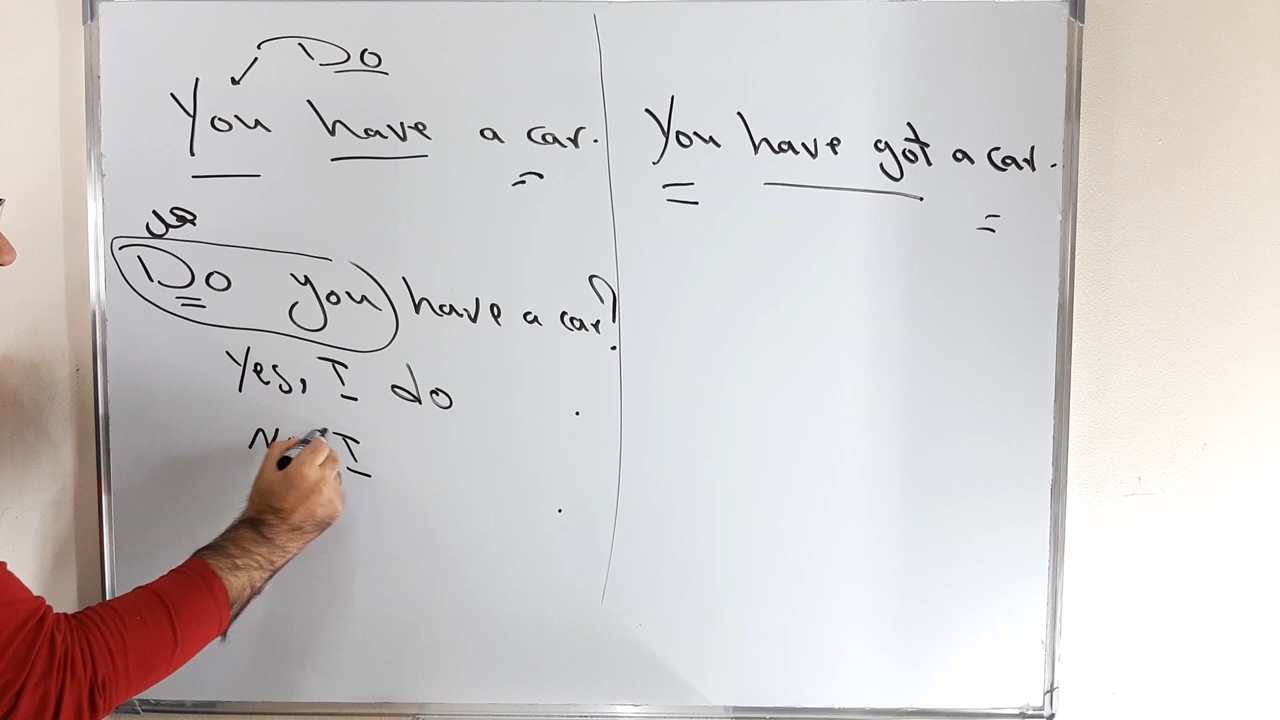 Do
You have a car.
Do you have a car?
Yes, I do
I
You have got a car.